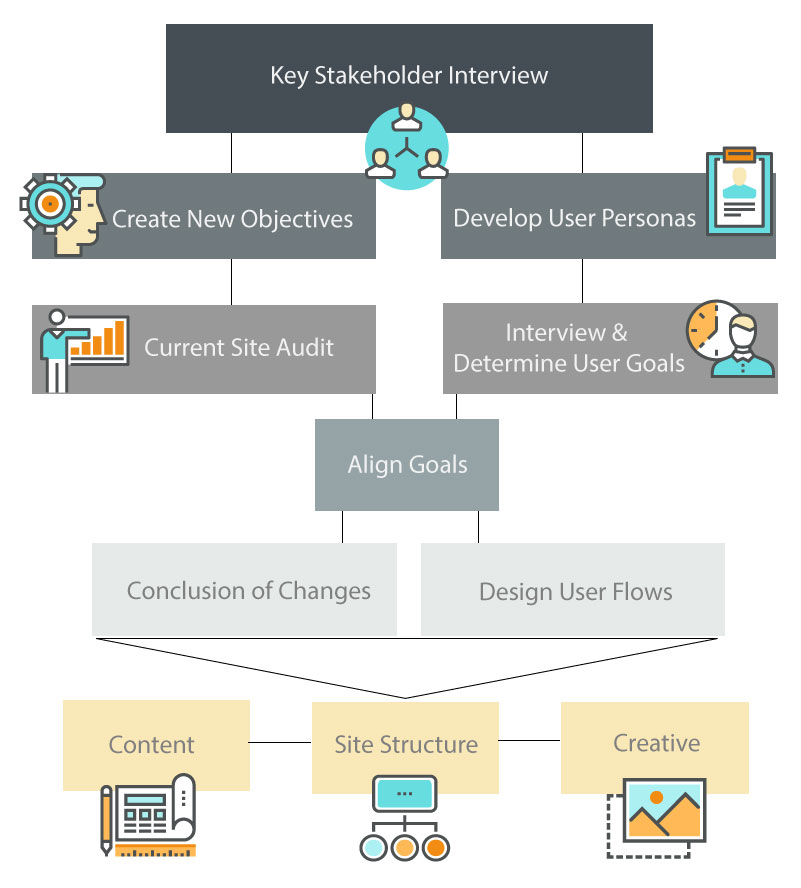 Key Stakeholder Interview
Create New Objectives
Develop User Personas
Current Site Audit
Interview &
Determine User Goals
Align Goals
Conclusion of Changes
Design User Flows
Content
Site Structure
Creative